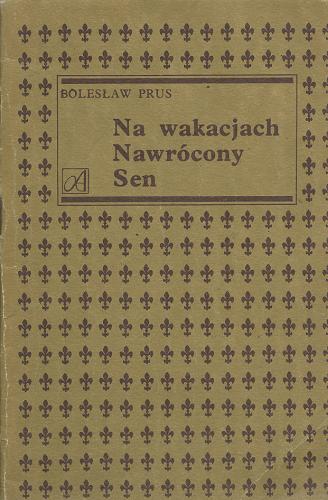 BOLESŁAW PRUS
Na wakacjach
Nawrócony
Sen